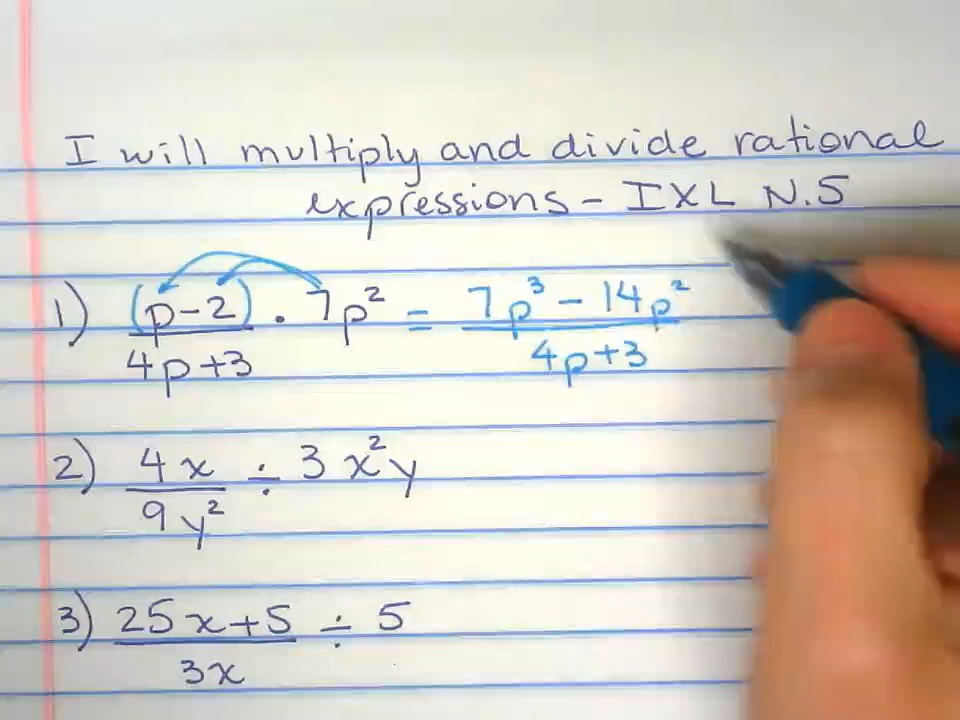 I will multiply and divide rational
expressions - IXL N.5
1) (p-2)/(4p+3) · 7p² = (7p³ - 14p²)/(4p+3)
2) 4x/9y² ÷ 3x²y
3) (25x+5)/3x ÷ 5